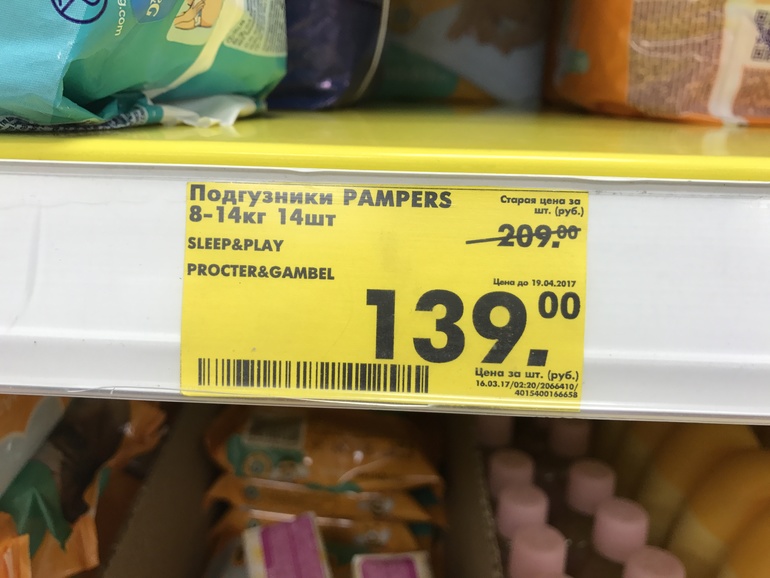 Подгузники PAMPERS
8-14кг 14шт
SLEEP&PLAY
PROCTER&GAMBEL
Старая цена за
шт. (руб.)
209.00
Цена до 19.04.2017
139.00
Цена за шт. (руб.)
16.03.17/02:20/2066410/
4015400166658
g.com